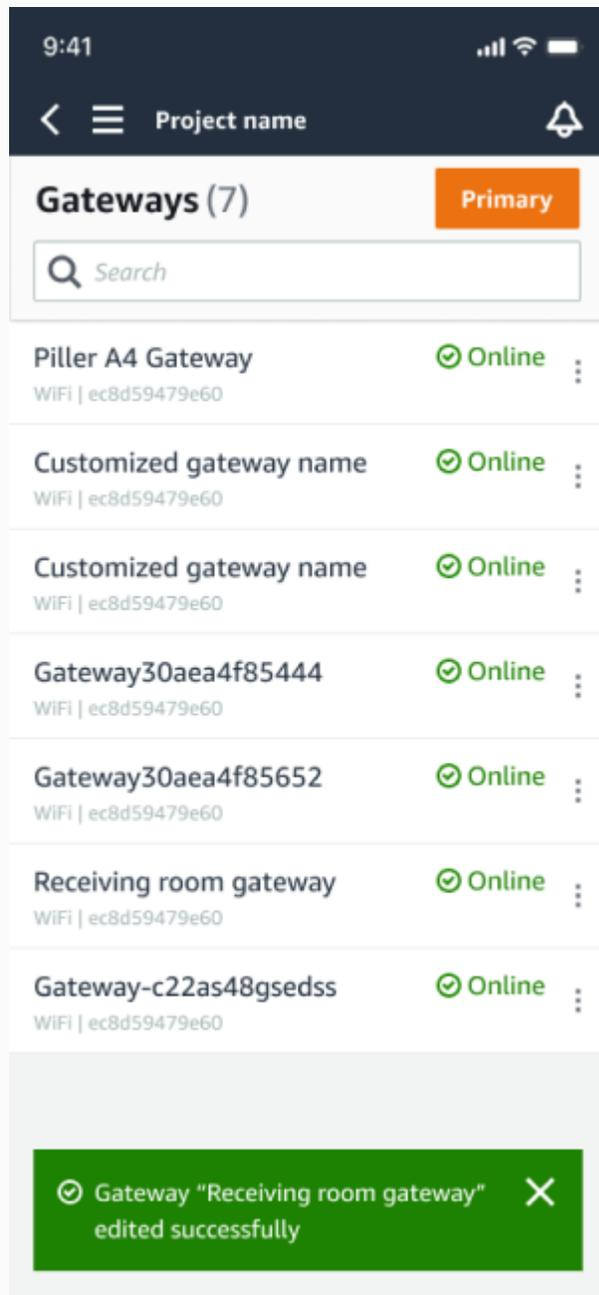 9:41
Project name
Gateways (7)
Primary
Search
Piller A4 Gateway
Online
WiFi | ec8d59479e60
Customized gateway name
Online
WiFi | ec8d59479e60
Customized gateway name
Online
WiFi | ec8d59479e60
Gateway30aea4f85444
Online
WiFi | ec8d59479e60
Gateway30aea4f85652
Online
WiFi | ec8d59479e60
Receiving room gateway
Online
WiFi | ec8d59479e60
Gateway-c22as48gsedss
Online
WiFi | ec8d59479e60
Gateway “Receiving room gateway”
edited successfully